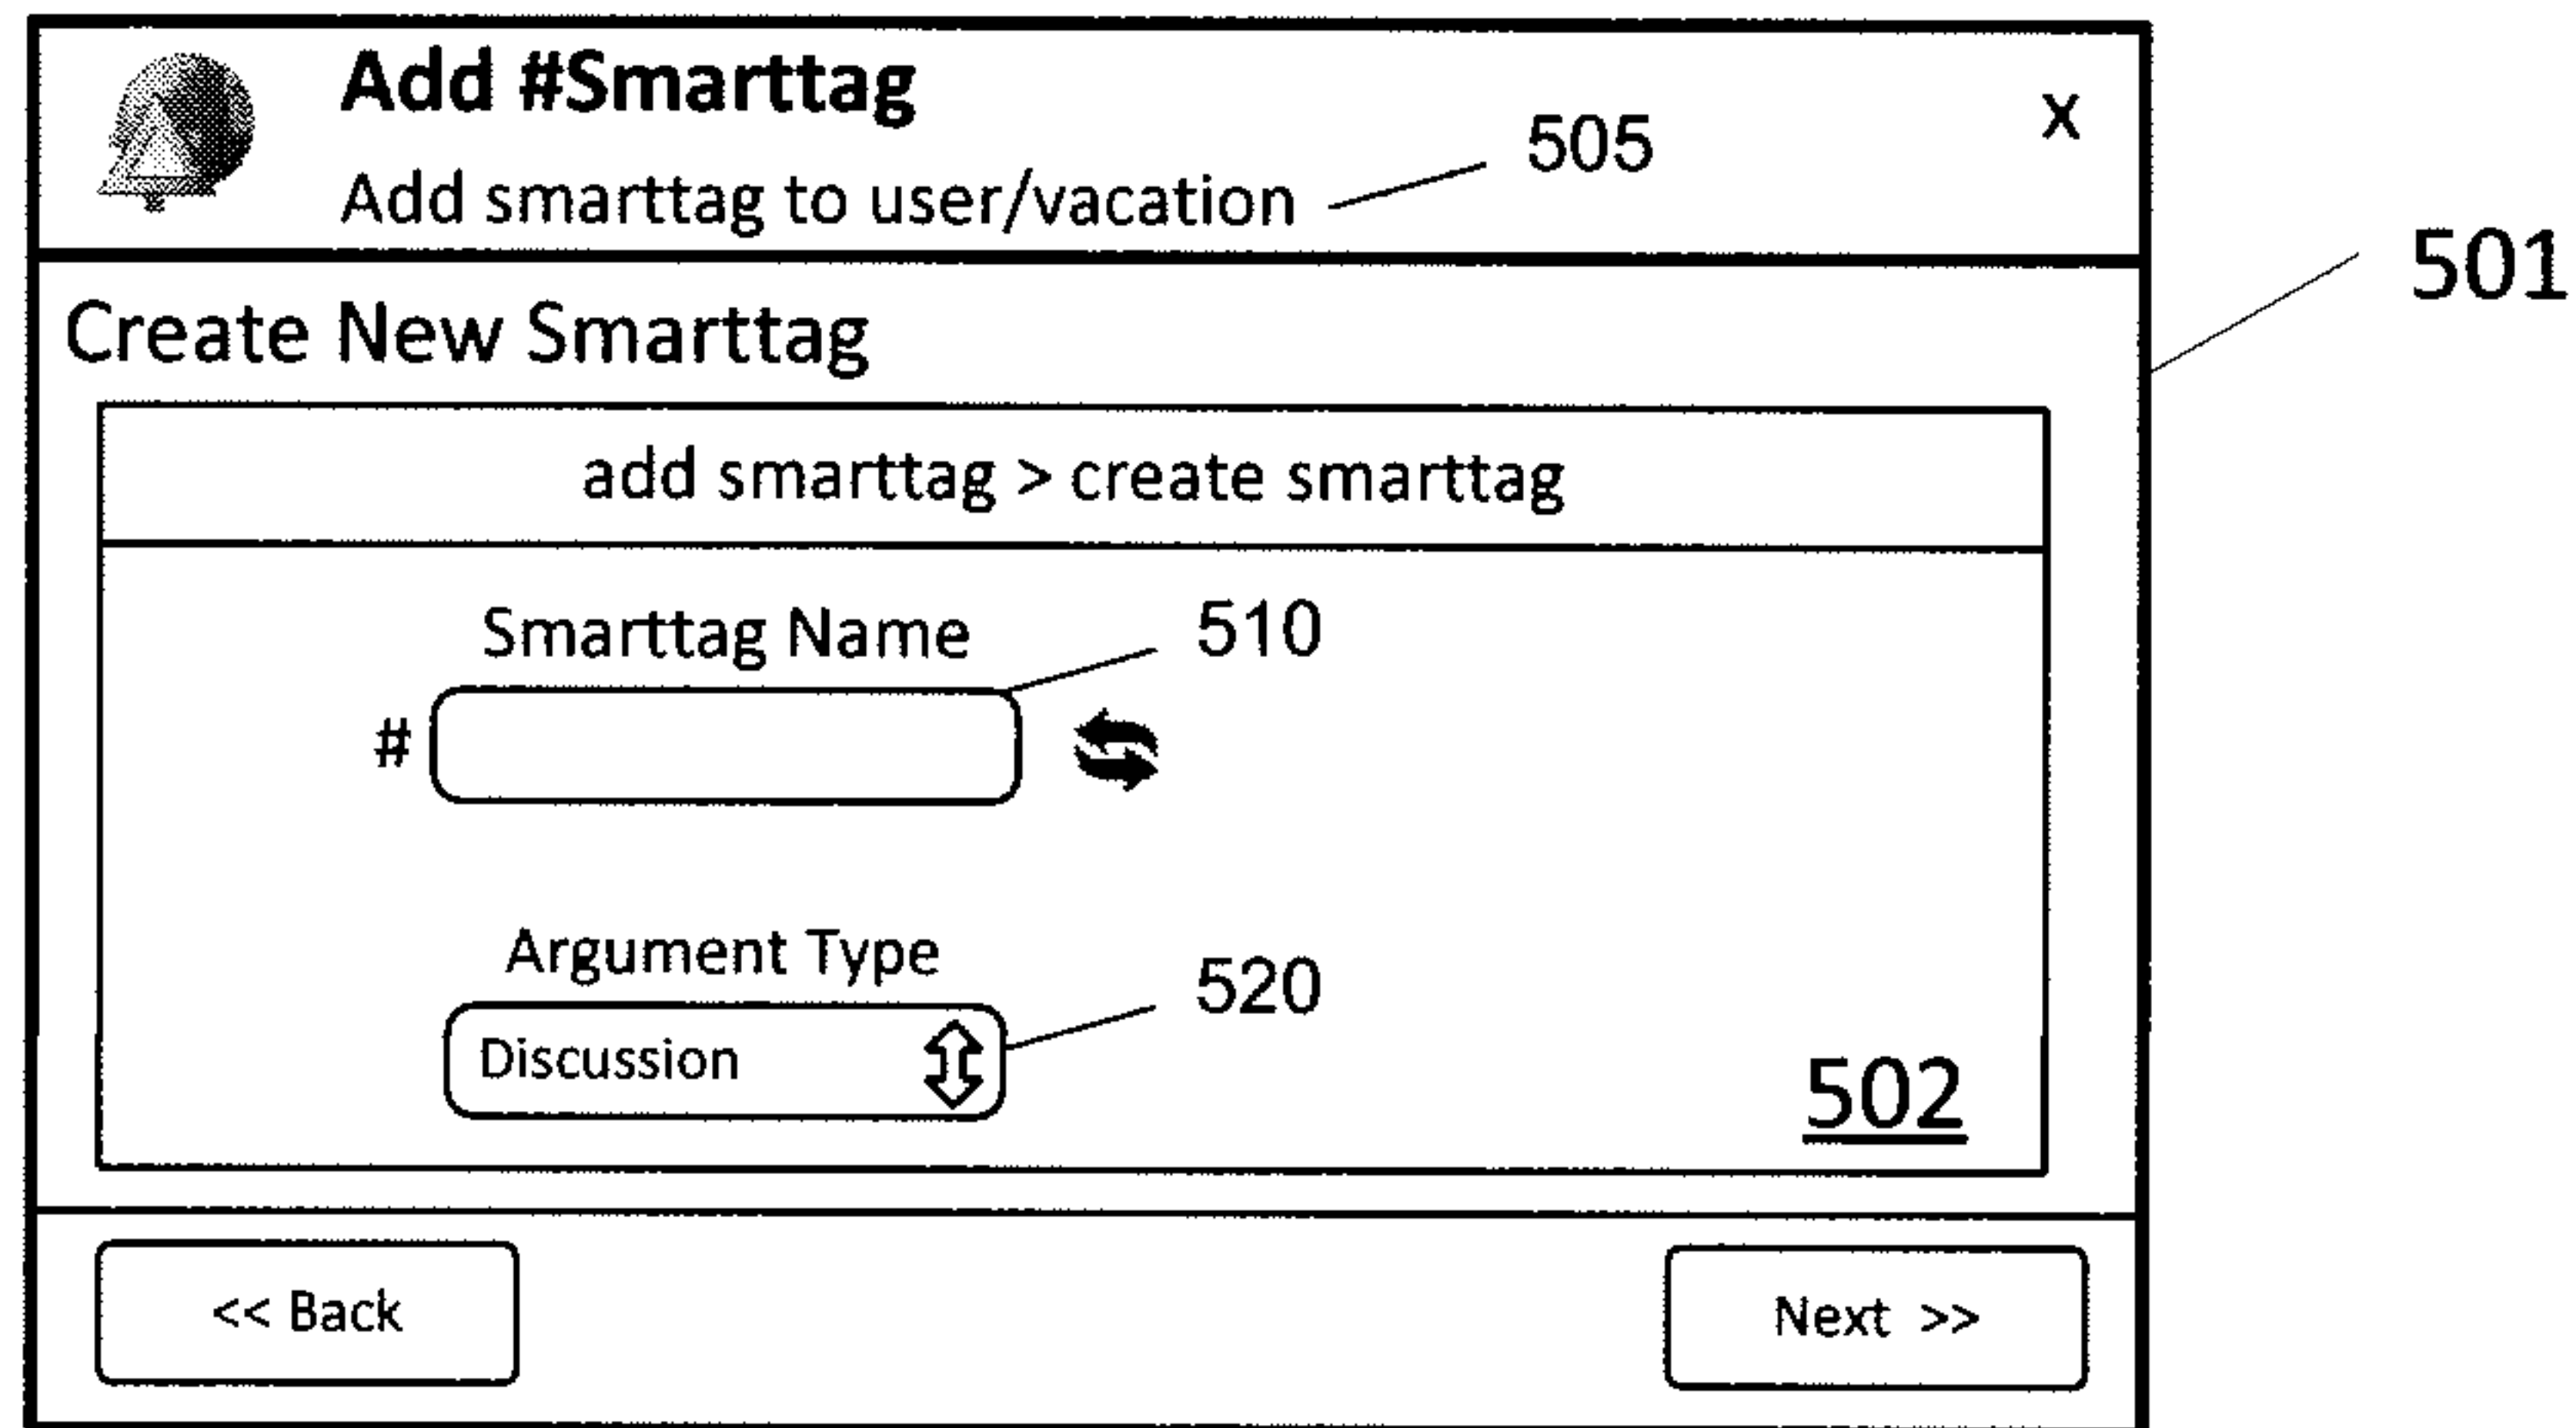 Add #Smarttag
X
505
Add smarttag to user/vacation
501
Create New Smarttag
add smarttag > create smarttag
Smarttag Name
510
#
Argument Type
520
Discussion
502
<< Back
Next >>